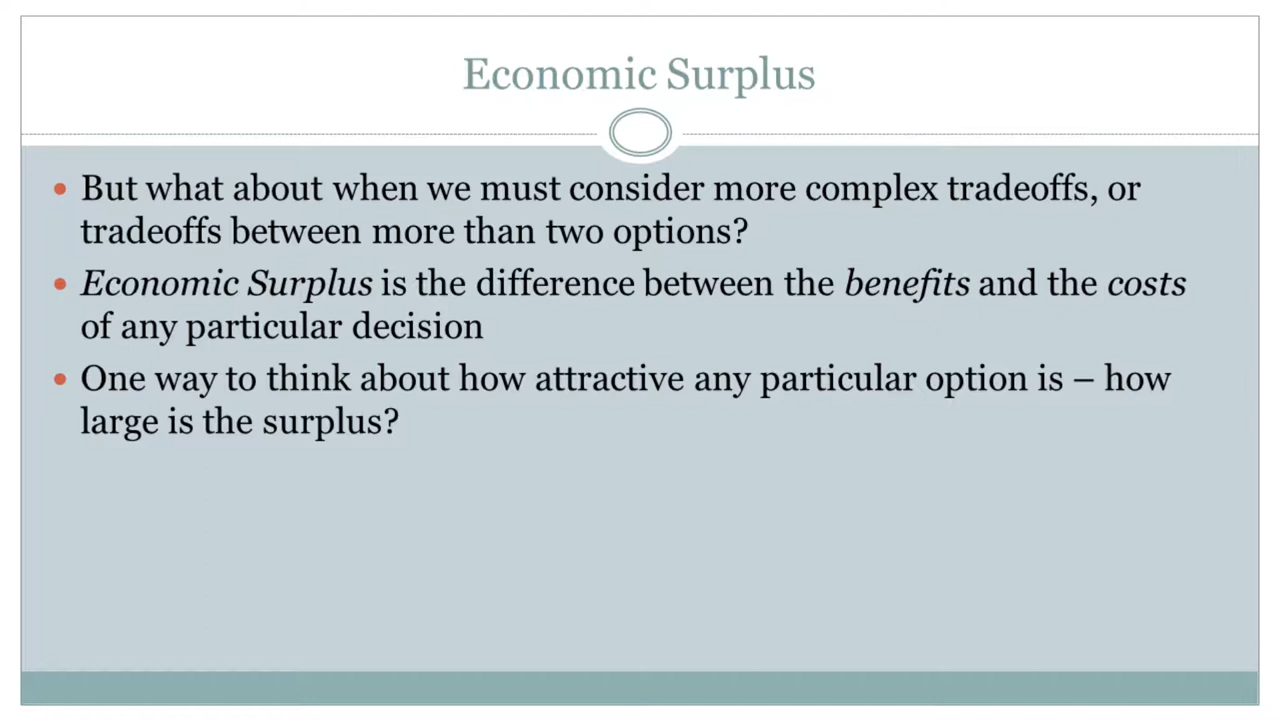 Economic Surplus
• But what about when we must consider more complex tradeoffs, or
tradeoffs between more than two options?
• Economic Surplus is the difference between the benefits and the costs
of any particular decision
• One way to think about how attractive any particular option is – how
large is the surplus?